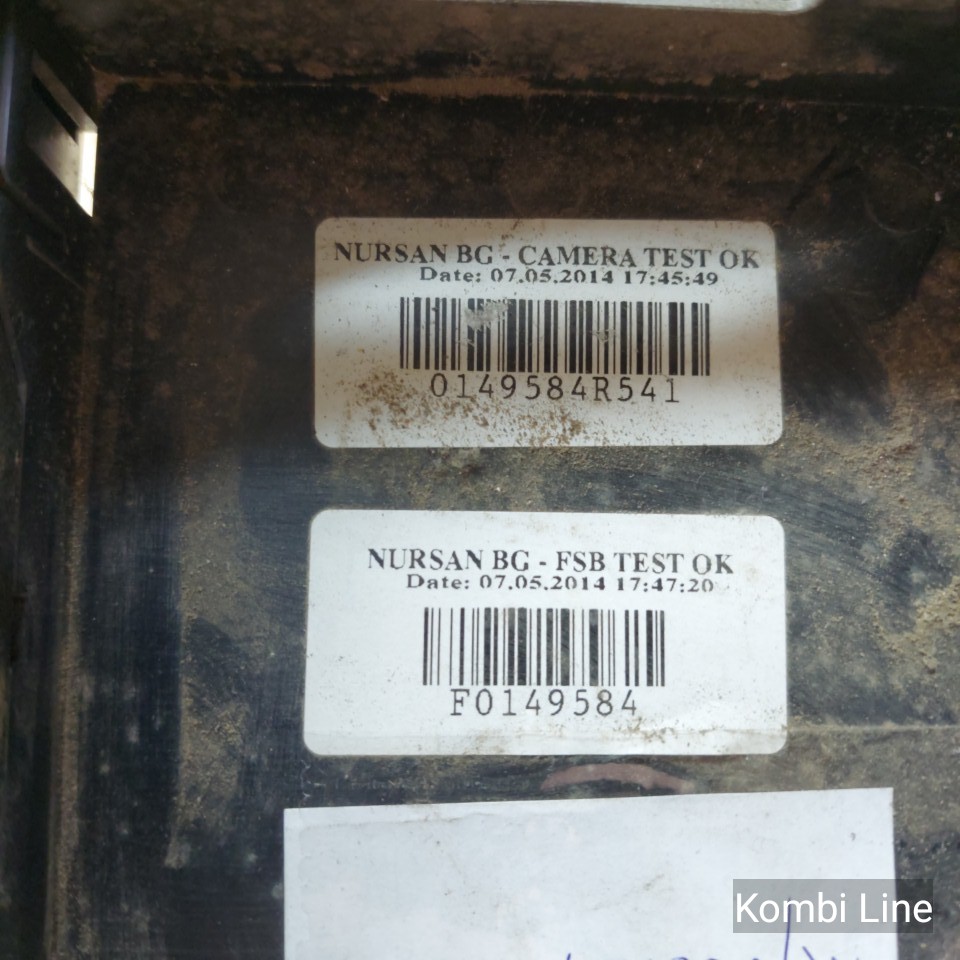 NURSAN BG - CAMERA TEST OK
Date: 07.05.2014 17:45:49
0149584R541
NURSAN BG - FSB TEST OK
Date: 07.05.2014 17:47:20
F0149584
Kombi Line